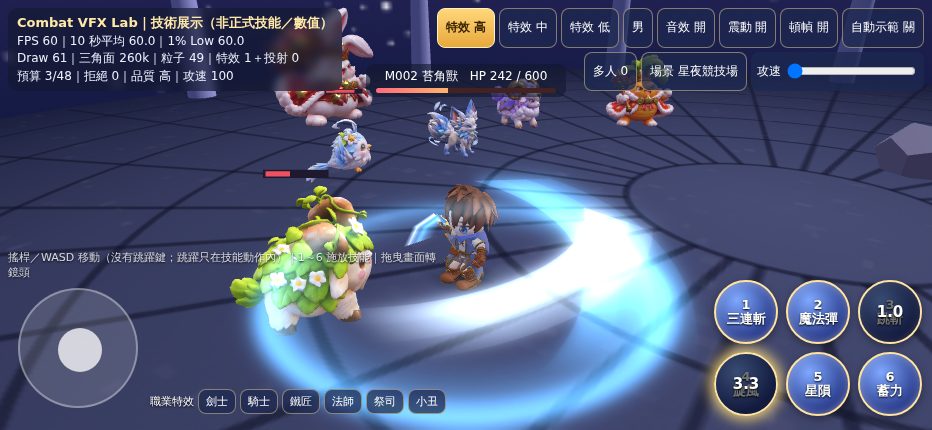 Combat VFX Lab｜技術展示（非正式技能／數值）
FPS 60｜10 秒平均 60.0｜1% Low 60.0
Draw 61｜三角面 260k｜粒子 49｜特效 1＋投射 0
預算 3/48｜拒絕 0｜品質 高｜攻速 100
特效 高
特效 中
特效 低
男
音效 開
震動 開
頓幀 開
自動示範 關
多人 0
場景 星夜競技場
攻速
M002 苔角獸 HP 242 / 600
搖桿／WASD 移動（沒有跳躍鍵；跳躍只在技能動作內）｜1–6 施放技能｜拖曳畫面轉
鏡頭
1
三連斬
2
魔法彈
3
跳斬
1.0
4
旋風
3.3
5
星隕
6
蓄力
職業特效
劍士
騎士
鐵匠
法師
祭司
小丑